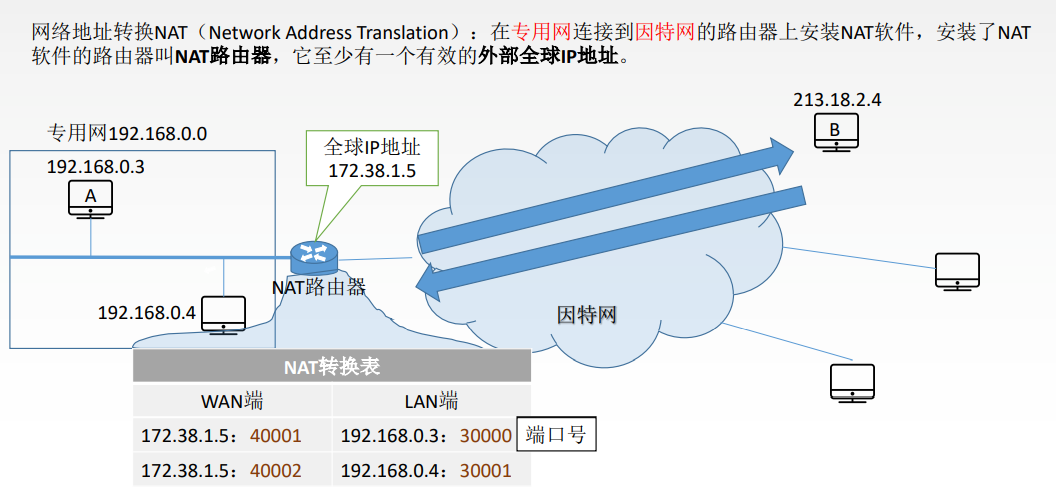 网络地址转换NAT（Network Address Translation）：在专用网连接到因特网的路由器上安装NAT软件，安装了NAT
软件的路由器叫NAT路由器，它至少有一个有效的外部全球IP地址。
213.18.2.4
B
专用网192.168.0.0
192.168.0.3
A
全球IP地址
172.38.1.5
NAT路由器
192.168.0.4
因特网
NAT转换表
WAN端 LAN端
172.38.1.5：40001 192.168.0.3：30000 端口号
172.38.1.5：40002 192.168.0.4：30001